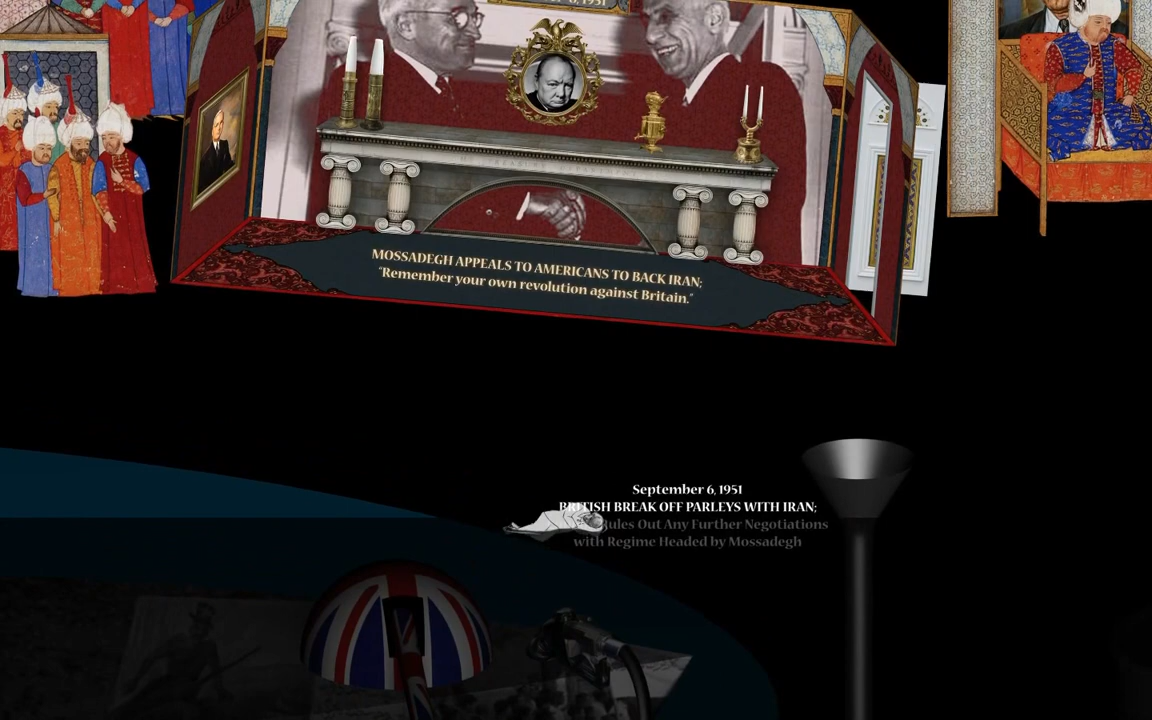 MOSSADEGH APPEALS TO AMERICANS TO BACK IRAN;
"Remember your own revolution against Britain."
September 6, 1951
BRITISH BREAK OFF PARLEYS WITH IRAN;
Rules Out Any Further Negotiations
with Regime Headed by Mossadegh